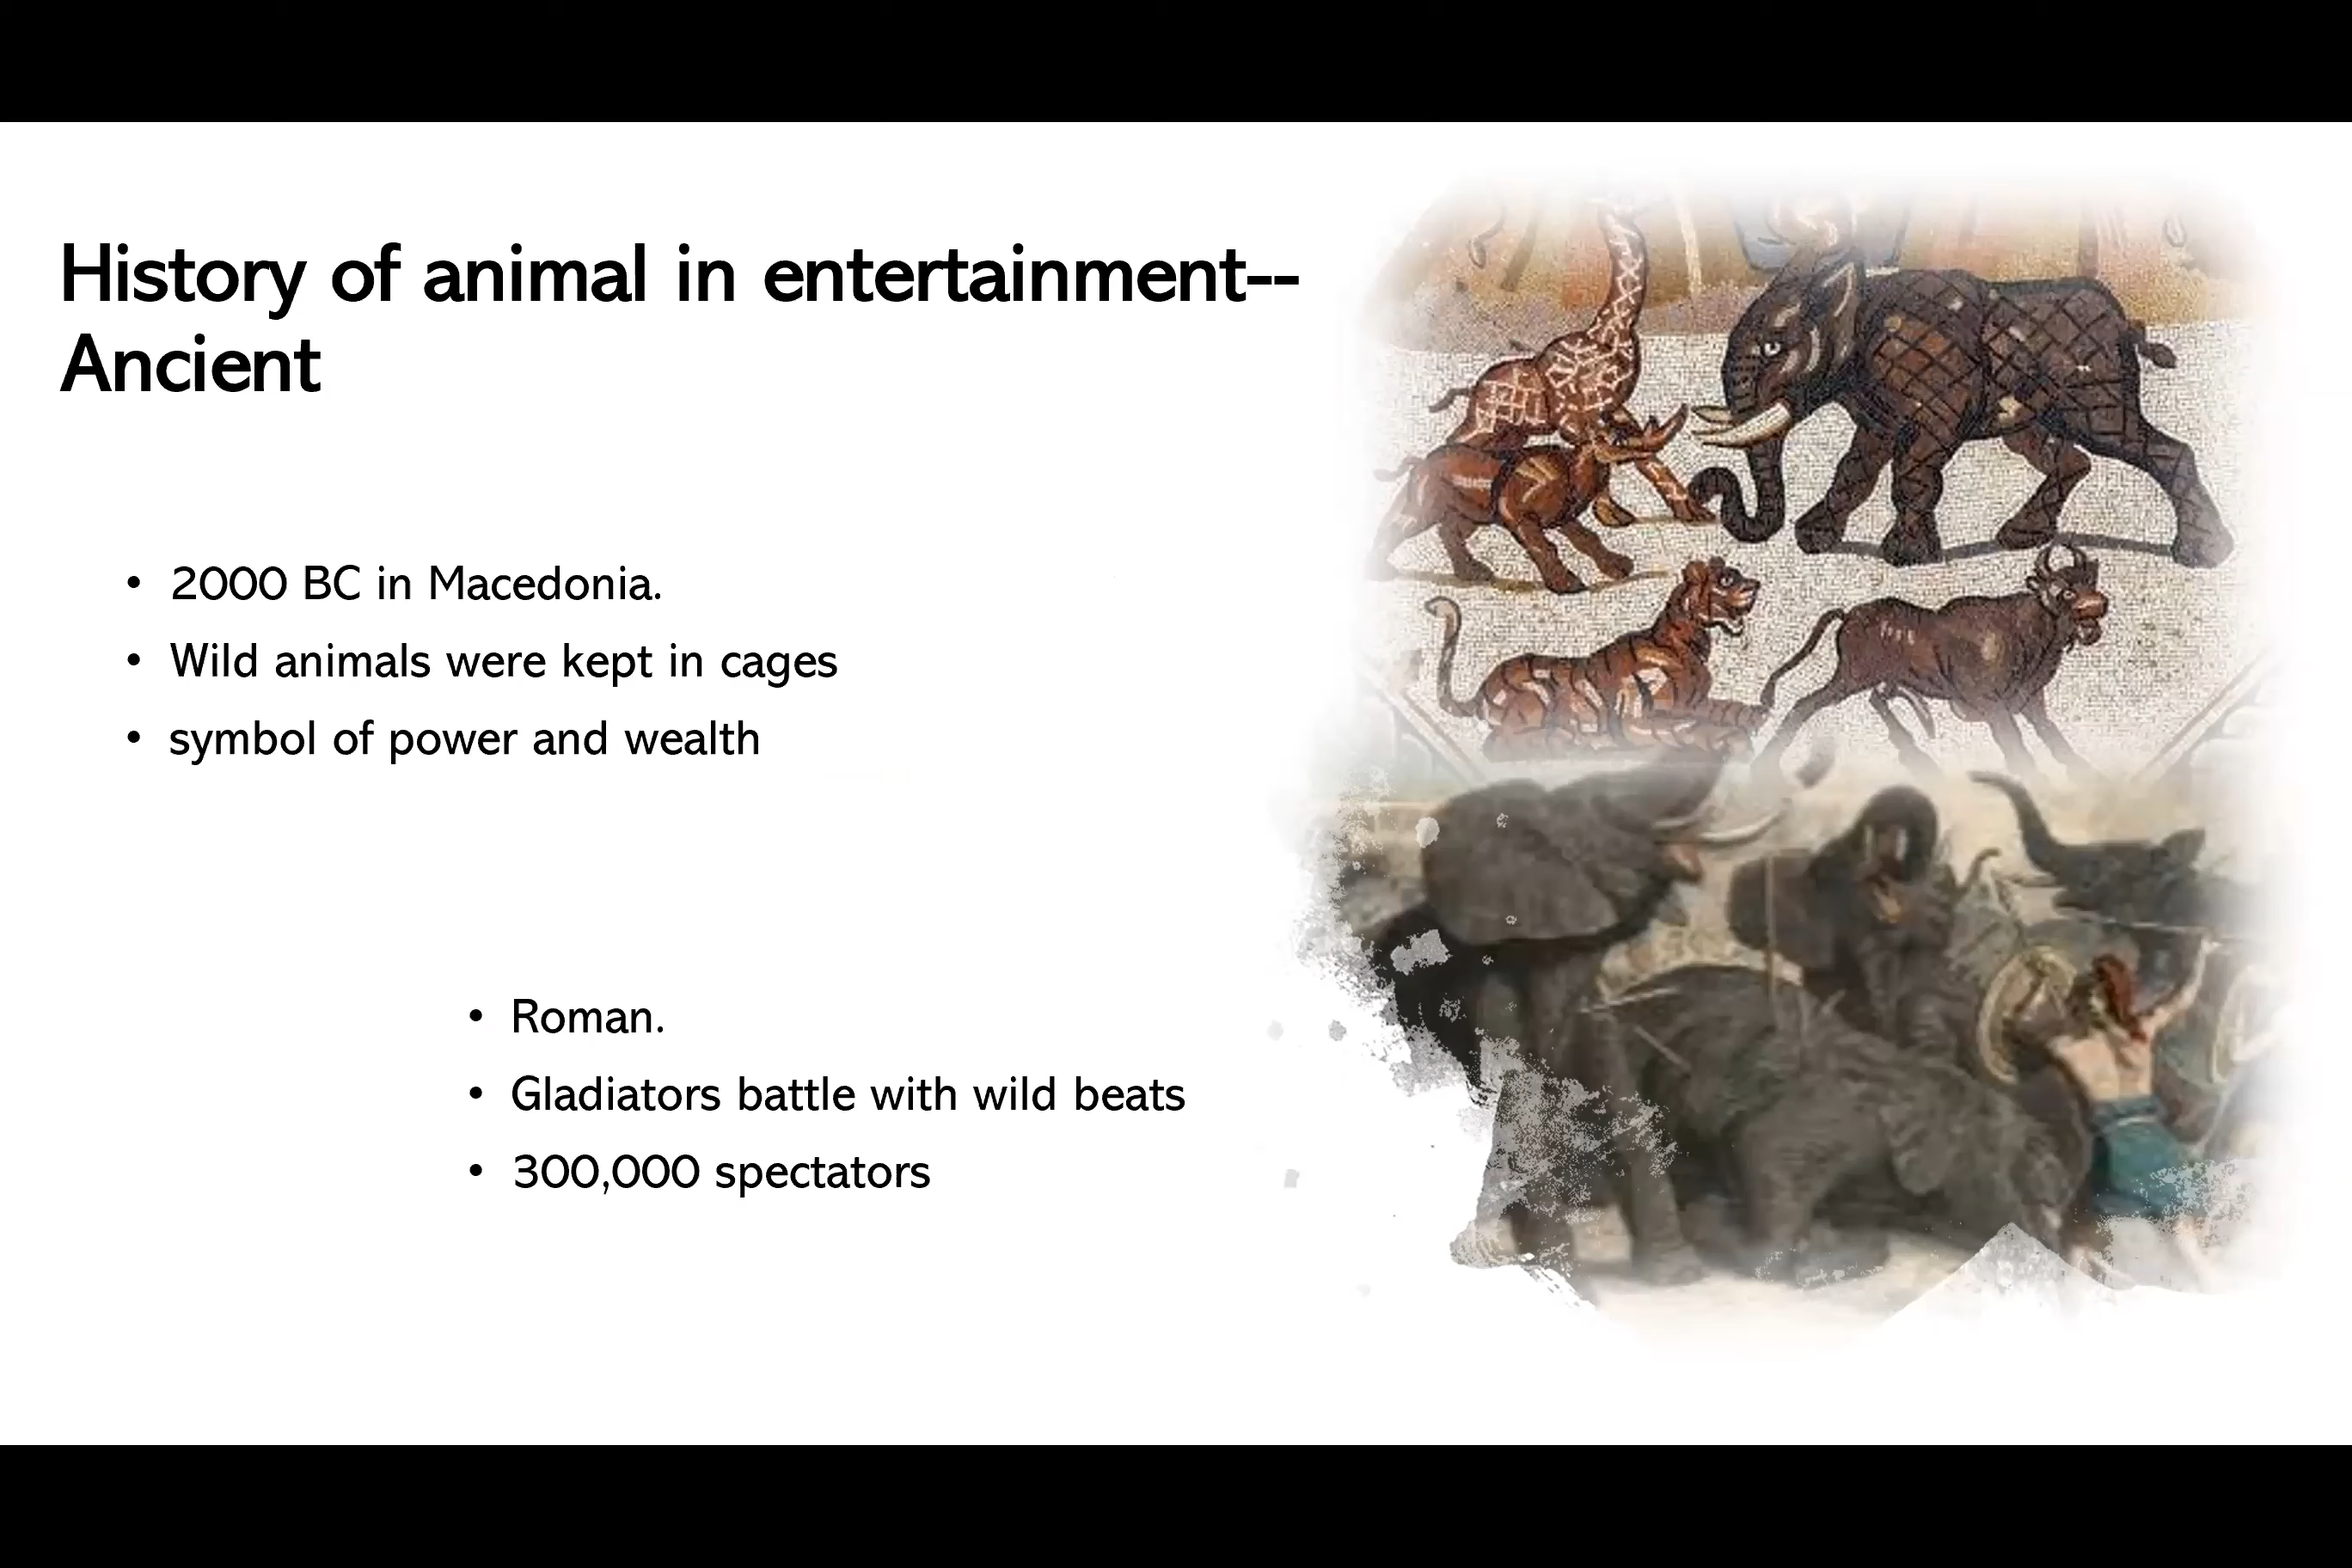 History of animal in entertainment--
Ancient
• 2000 BC in Macedonia.
• Wild animals were kept in cages
• symbol of power and wealth
• Roman.
• Gladiators battle with wild beats
• 300,000 spectators